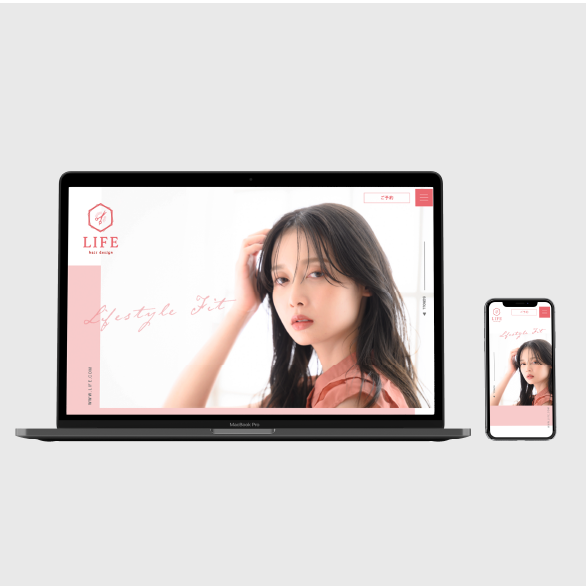 LIFE
hair design
ご予約
Lifestyle Fit
WWW.LIFE.COM
MacBook Pro
LIFE
ご予約
Lifestyle Fit